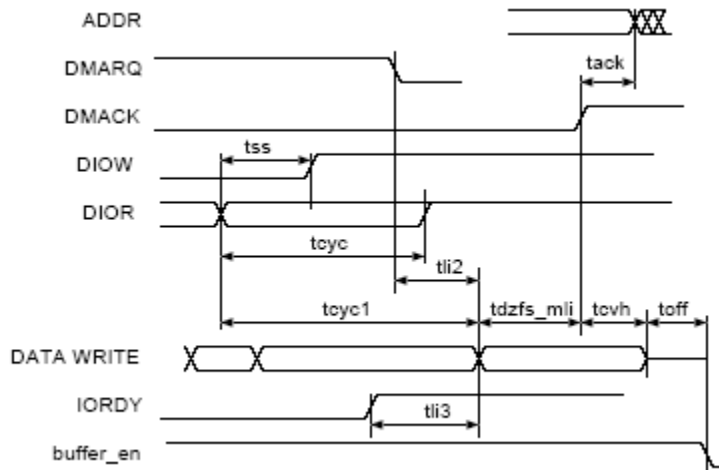 ADDR
DMARQ
tack
DMACK
tss
DIOW
DIOR
tcyc
tli2
tcyc1 tdzfs_mli tcvh toff
DATA WRITE
IORDY
tli3
buffer_en